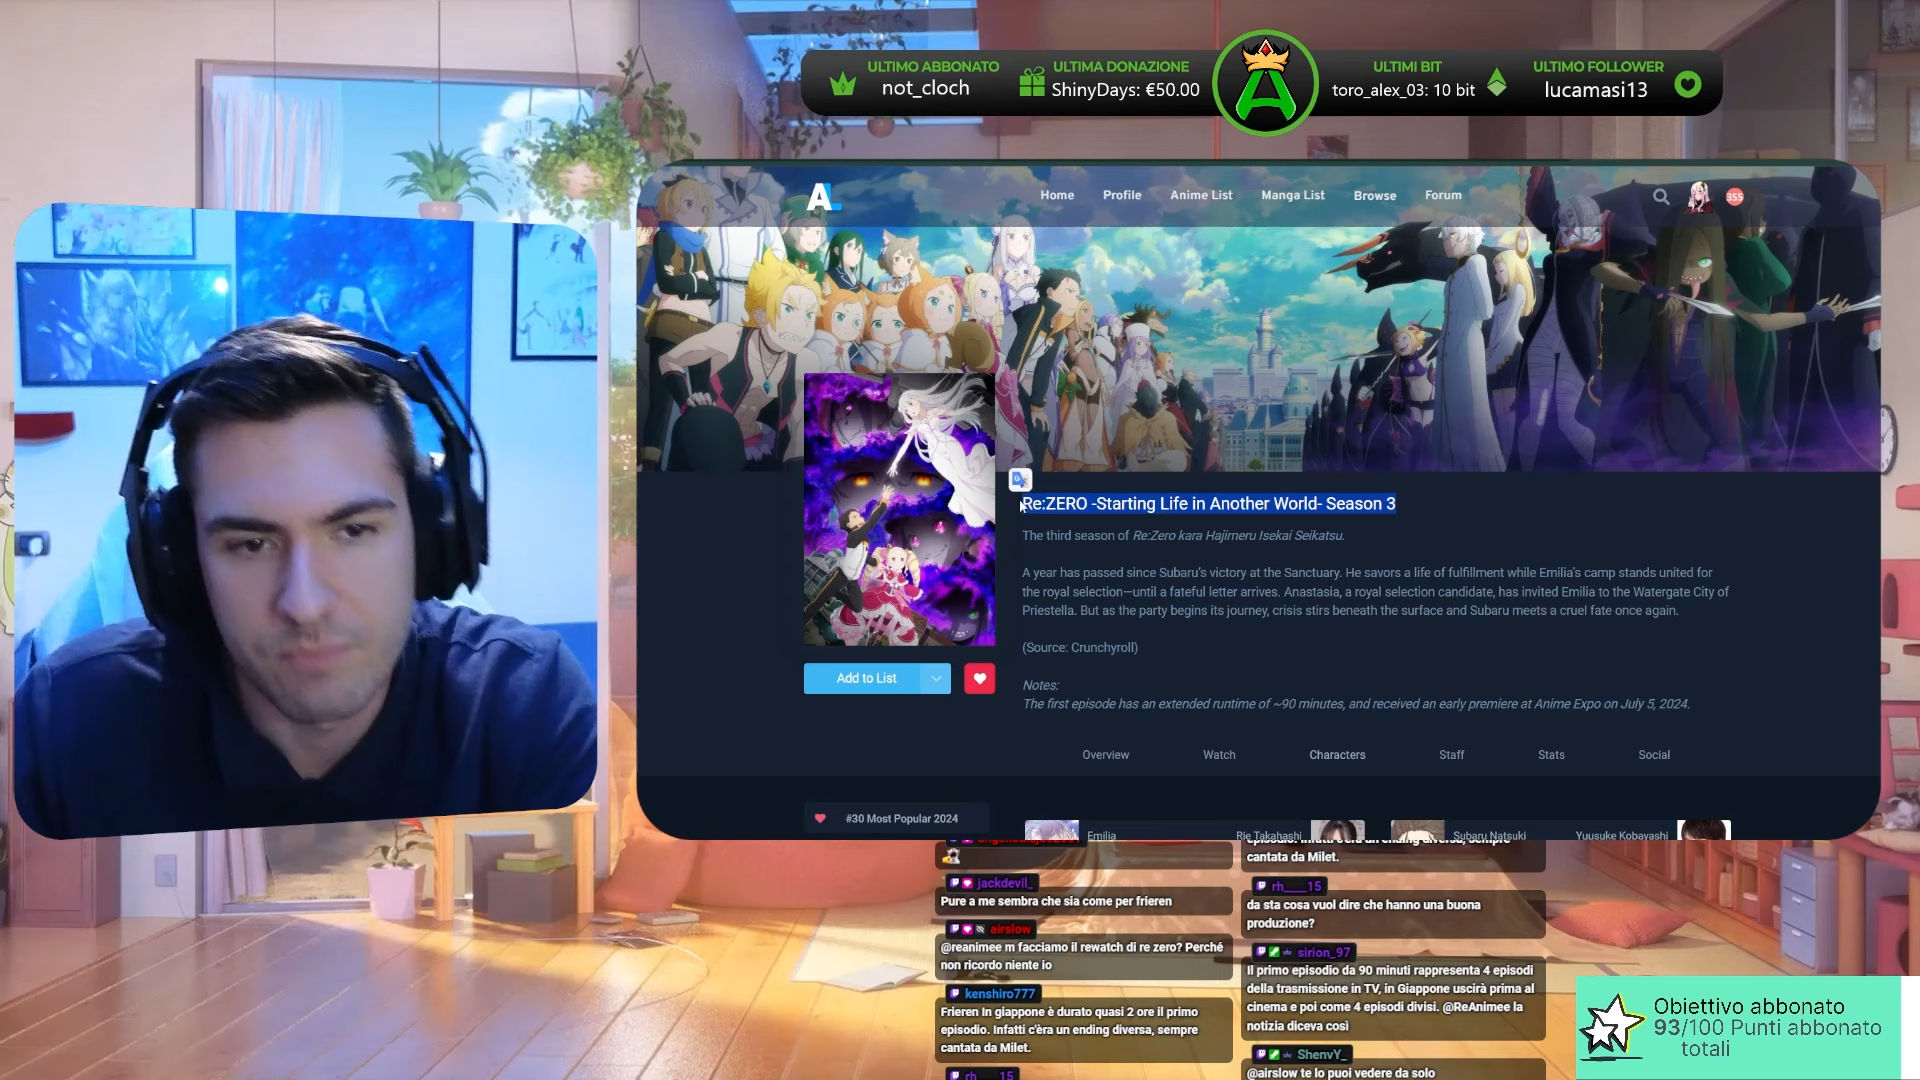 ULTIMO ABBONATO
not_cloch
ULTIMA DONAZIONE
ShinyDays: €50.00
ULTIMI BIT
toro_alex_03: 10 bit
ULTIMO FOLLOWER
lucamasi13
Home Profile Anime List Manga List Browse Forum
355
Re:ZERO -Starting Life in Another World- Season 3
The third season of Re:Zero kara Hajimeru Isekai Seikatsu.
A year has passed since Subaru's victory at the Sanctuary. He savors a life of fulfillment while Emilia's camp stands united for
the royal selection—until a fateful letter arrives. Anastasia, a royal selection candidate, has invited Emilia to the Watergate City of
Priestella. But as the party begins its journey, crisis stirs beneath the surface and Subaru meets a cruel fate once again.
(Source: Crunchyroll)
Notes:
The first episode has an extended runtime of ~90 minutes, and received an early premiere at Anime Expo on July 5, 2024.
Add to List
Overview Watch Characters Staff Stats Social
#30 Most Popular 2024
Emilia Rie Takahashi Subaru Natsuki Yuusuke Kobayashi
jackdevil_
Pure a me sembra che sia come per frieren
airslow
@reanimee m facciamo il rewatch di re zero? Perché
non ricordo niente io
kenshiro777
Frieren In giappone è durato quasi 2 ore il primo
episodio. Infatti c'èra un ending diversa, sempre
cantata da Milet.
rh____15
episodio. Infatti c'èra un ending diversa, sempre
cantata da Milet.
rh____15
da sta cosa vuol dire che hanno una buona
produzione?
sirion_97
Il primo episodio da 90 minuti rappresenta 4 episodi
della trasmissione in TV, in Giappone uscirà prima al
cinema e poi come 4 episodi divisi. @ReAnimee la
notizia diceva così
ShenvY_
@airslow te lo puoi vedere da solo
Obiettivo abbonato
93/100 Punti abbonato
totali